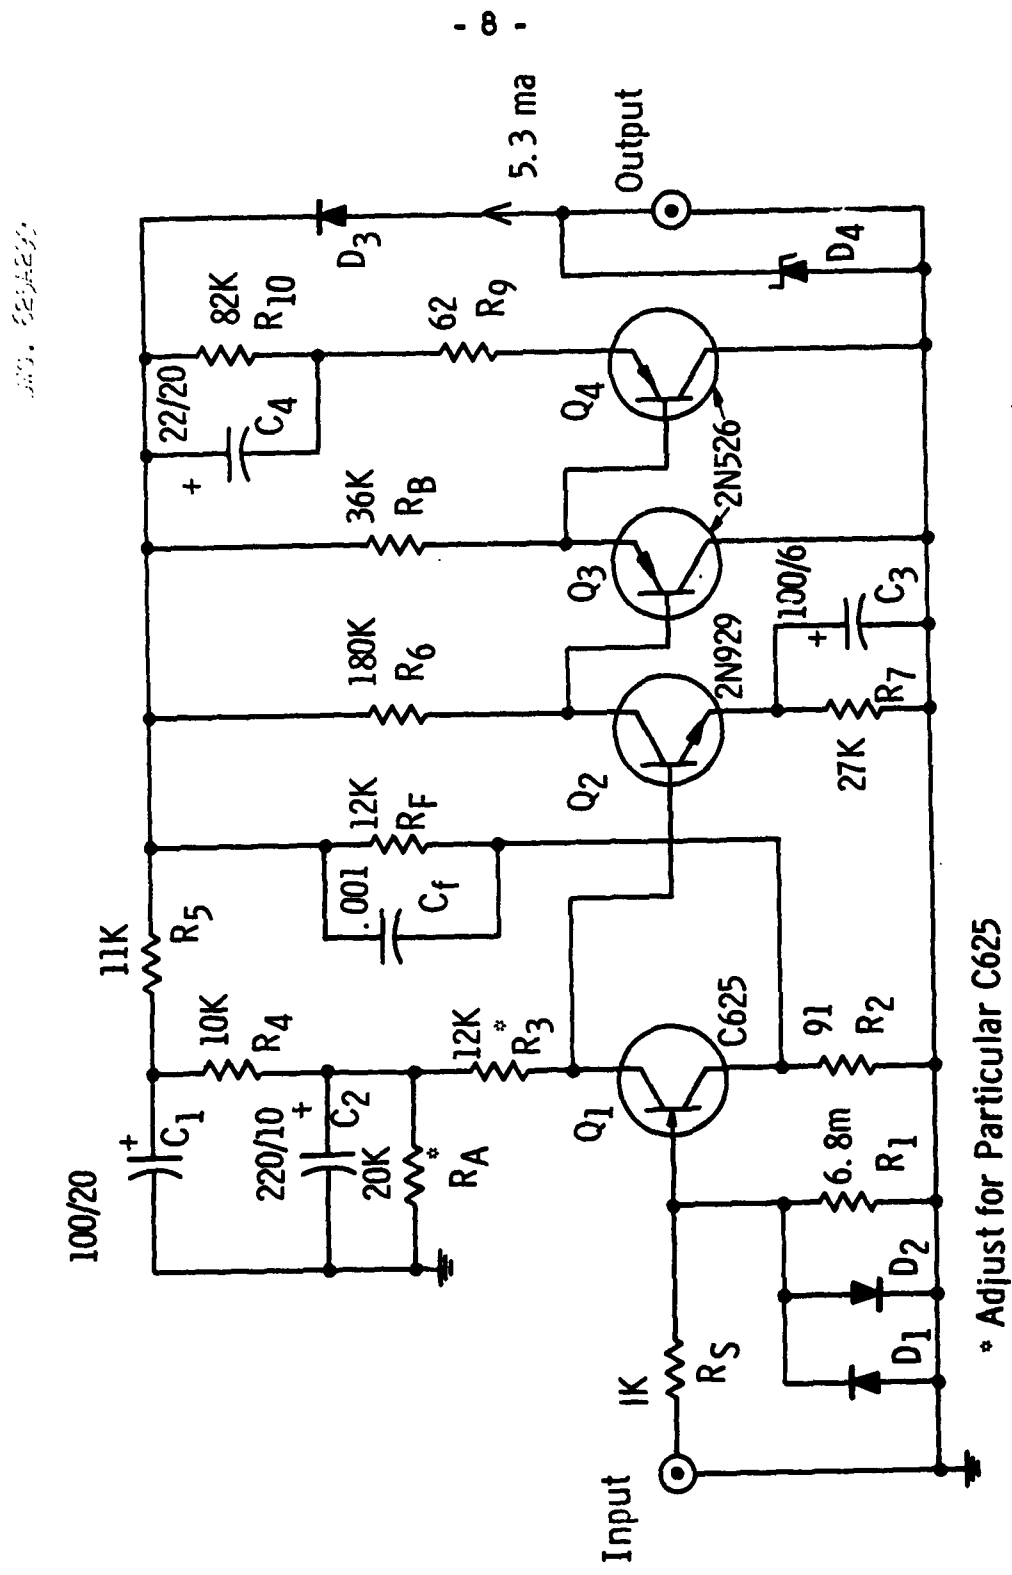 - 8 -
100/20
C1
+
11K
R5
10K
R4
220/10
+
C2
20K
*
RA
12K
*
R3
.001
Cf
12K
RF
180K
R6
36K
RB
22/20
+
C4
82K
R10
62
R9
D3
5.3 ma
Output
D4
Input
1K
RS
Q1
C625
Q2
2N929
Q3
2N526
Q4
D1
D2
6.8m
R1
91
R2
27K
R7
100/6
+
C3
* Adjust for Particular C625